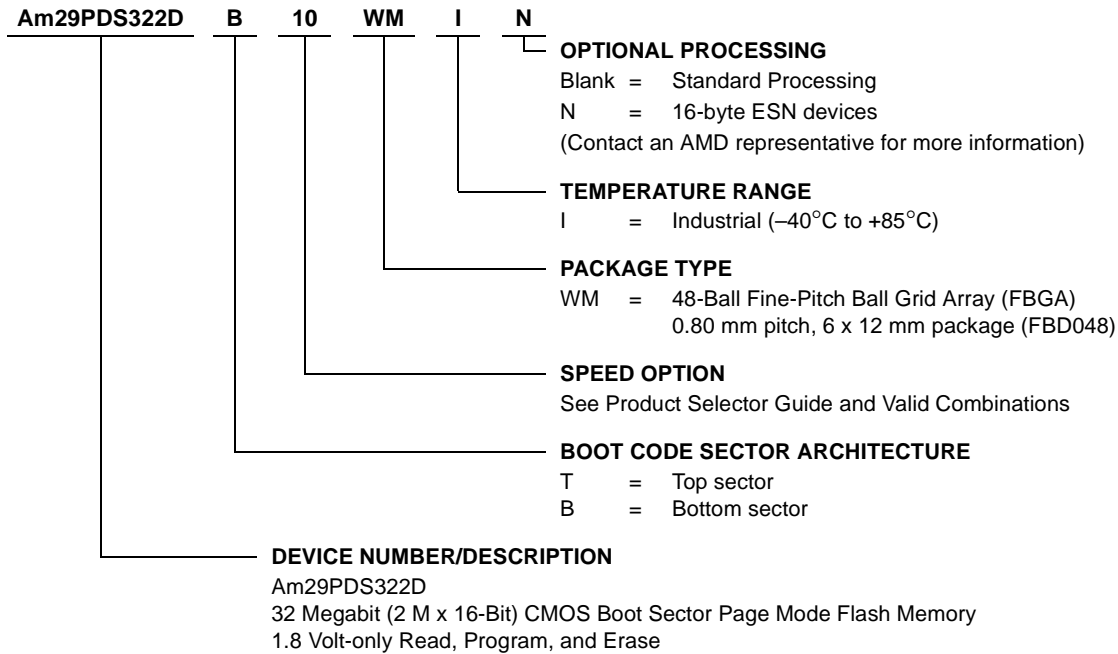 Am29PDS322D B 10 WM I N
OPTIONAL PROCESSING
Blank = Standard Processing
N = 16-byte ESN devices
(Contact an AMD representative for more information)
TEMPERATURE RANGE
I = Industrial (–40°C to +85°C)
PACKAGE TYPE
WM = 48-Ball Fine-Pitch Ball Grid Array (FBGA)
0.80 mm pitch, 6 x 12 mm package (FBD048)
SPEED OPTION
See Product Selector Guide and Valid Combinations
BOOT CODE SECTOR ARCHITECTURE
T = Top sector
B = Bottom sector
DEVICE NUMBER/DESCRIPTION
Am29PDS322D
32 Megabit (2 M x 16-Bit) CMOS Boot Sector Page Mode Flash Memory
1.8 Volt-only Read, Program, and Erase